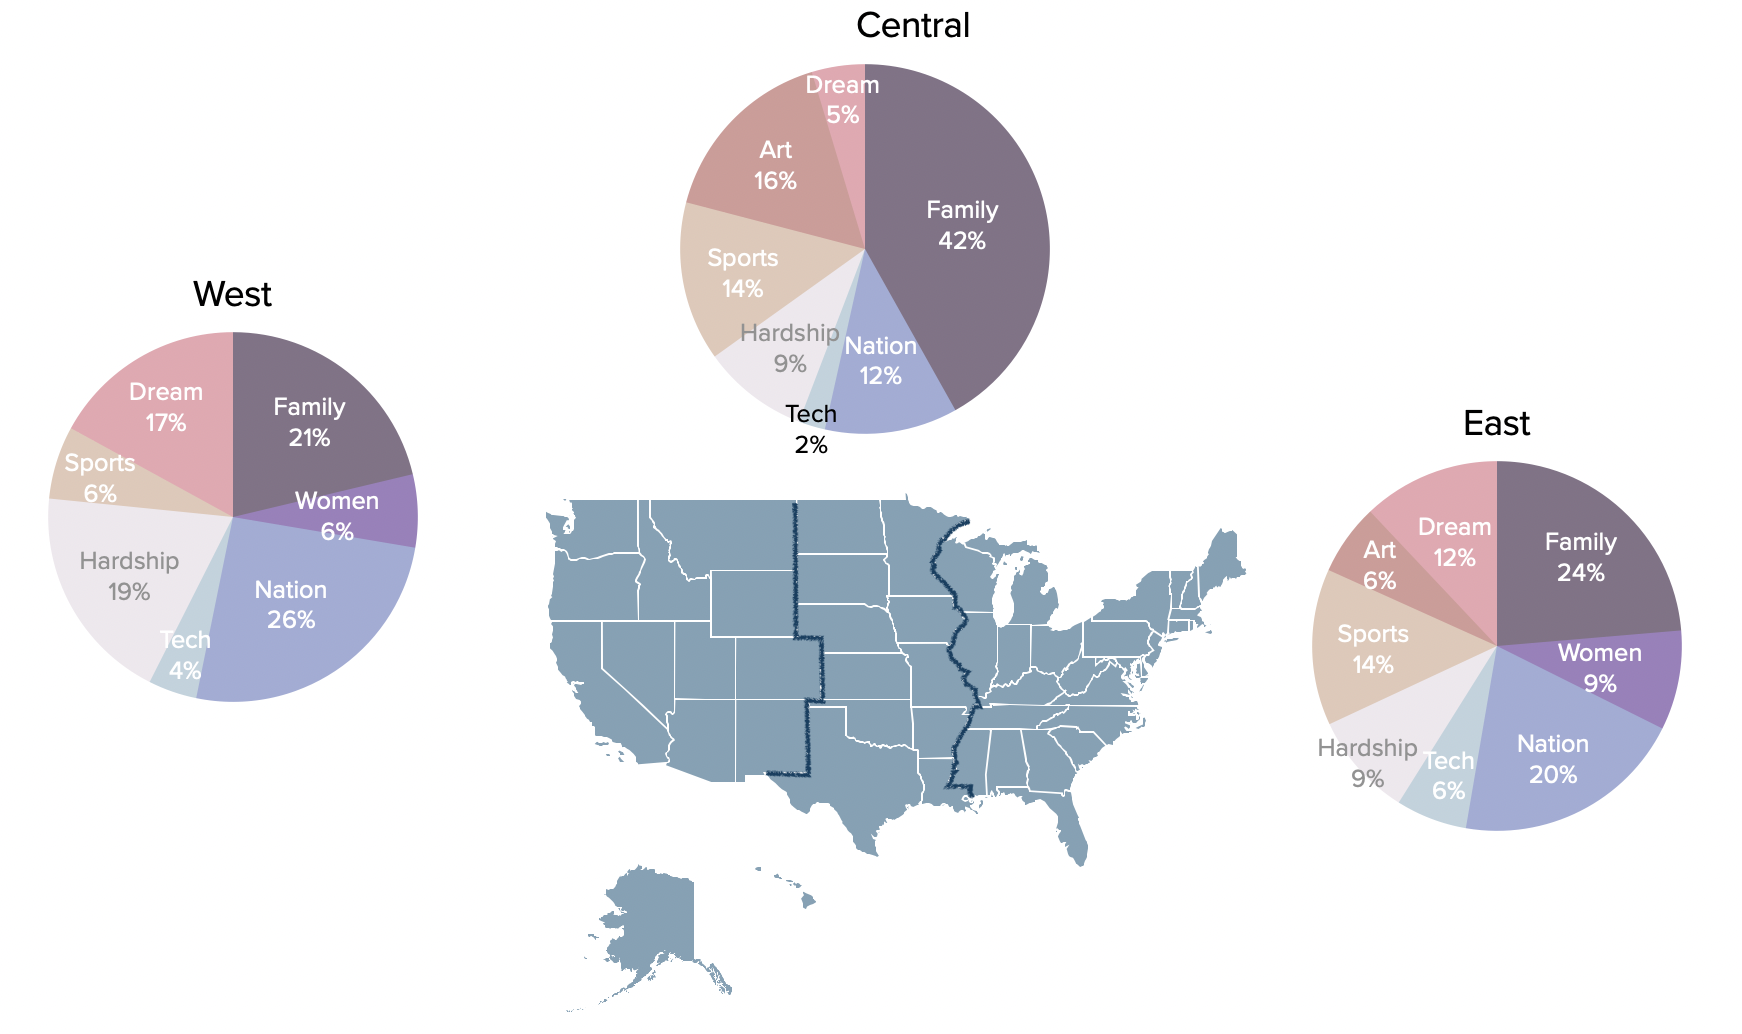 Central
Dream
5%
Art
16%
Family
42%
Sports
14%
Hardship
9%
Nation
12%
Tech
2%
West
Dream
17%
Family
21%
Sports
6%
Women
6%
Hardship
19%
Nation
26%
Tech
4%
East
Dream
12%
Family
24%
Art
6%
Sports
14%
Women
9%
Hardship
9%
Tech
6%
Nation
20%